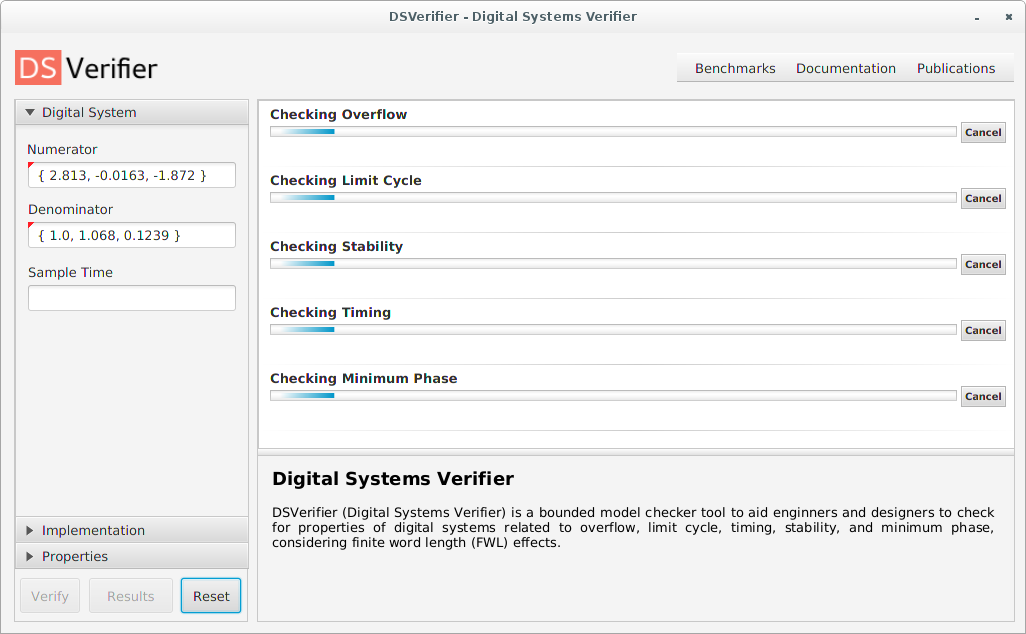 DSVerifier - Digital Systems Verifier
DS Verifier
Benchmarks Documentation Publications
Digital System
Numerator
{ 2.813, -0.0163, -1.872 }
Denominator
{ 1.0, 1.068, 0.1239 }
Sample Time
Implementation
Properties
Verify Results Reset
Checking Overflow
Cancel
Checking Limit Cycle
Cancel
Checking Stability
Cancel
Checking Timing
Cancel
Checking Minimum Phase
Cancel
Digital Systems Verifier
DSVerifier (Digital Systems Verifier) is a bounded model checker tool to aid enginners and designers to check
for properties of digital systems related to overflow, limit cycle, timing, stability, and minimum phase,
considering finite word length (FWL) effects.